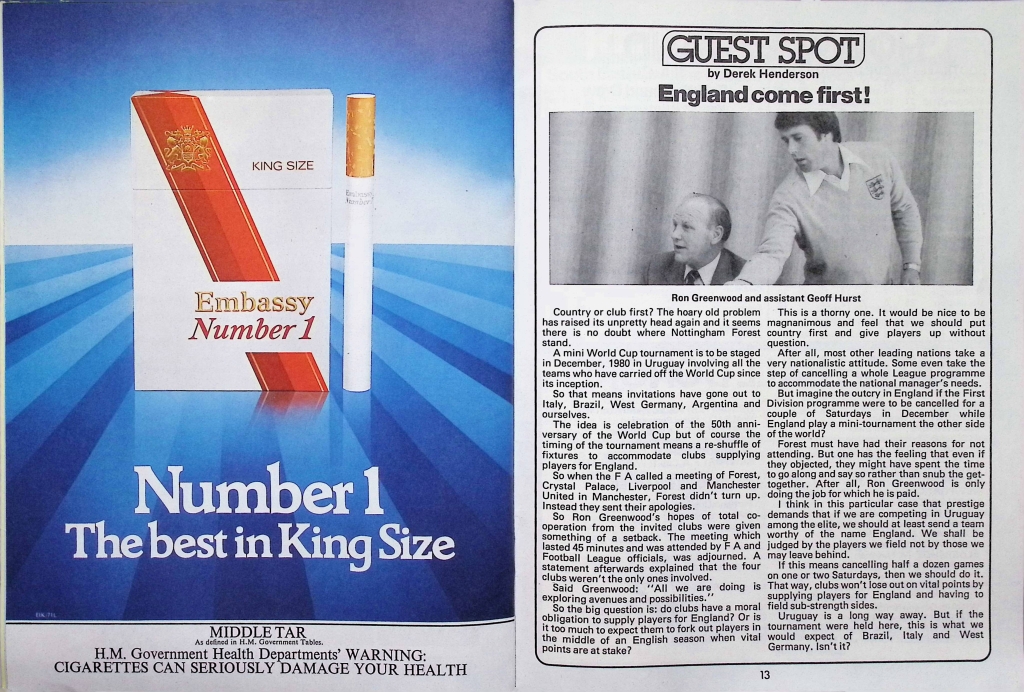 KING SIZE
Embassy
Number 1
Number 1
The best in King Size
MIDDLE TAR
As defined in H.M. Government Tables.
H.M. Government Health Departments' WARNING:
CIGARETTES CAN SERIOUSLY DAMAGE YOUR HEALTH
GUEST SPOT
by Derek Henderson
England come first!
Ron Greenwood and assistant Geoff Hurst
Country or club first? The hoary old problem
has raised its unpretty head again and it seems
there is no doubt where Nottingham Forest
stand.
A mini World Cup tournament is to be staged
in December, 1980 in Uruguay involving all the
teams who have carried off the World Cup since
its inception.
So that means invitations have gone out to
Italy, Brazil, West Germany, Argentina and
ourselves.
The idea is celebration of the 50th anni-
versary of the World Cup but of course the
timing of the tournament means a re-shuffle of
fixtures to accommodate clubs supplying
players for England.
So when the F A called a meeting of Forest,
Crystal Palace, Liverpool and Manchester
United in Manchester, Forest didn't turn up.
Instead they sent their apologies.
So Ron Greenwood's hopes of total co-
operation from the invited clubs were given
something of a setback. The meeting which
lasted 45 minutes and was attended by F A and
Football League officials, was adjourned. A
statement afterwards explained that the four
clubs weren't the only ones involved.
Said Greenwood: "All we are doing is
exploring avenues and possibilities."
So the big question is: do clubs have a moral
obligation to supply players for England? Or is
it too much to expect them to fork out players in
the middle of an English season when vital
points are at stake?
This is a thorny one. It would be nice to be
magnanimous and feel that we should put
country first and give players up without
question.
After all, most other leading nations take a
very nationalistic attitude. Some even take the
step of cancelling a whole League programme
to accommodate the national manager's needs.
But imagine the outcry in England if the First
Division programme were to be cancelled for a
couple of Saturdays in December while
England play a mini-tournament the other side
of the world?
Forest must have had their reasons for not
attending. But one has the feeling that even if
they objected, they might have spent the time
to go along and say so rather than snub the get-
together. After all, Ron Greenwood is only
doing the job for which he is paid.
I think in this particular case that prestige
demands that if we are competing in Uruguay
among the elite, we should at least send a team
worthy of the name England. We shall be
judged by the players we field not by those we
may leave behind.
If this means cancelling half a dozen games
on one or two Saturdays, then we should do it.
That way, clubs won't lose out on vital points by
supplying players for England and having to
field sub-strength sides.
Uruguay is a long way away. But if the
tournament were held here, this is what we
would expect of Brazil, Italy and West
Germany. Isn't it?
13